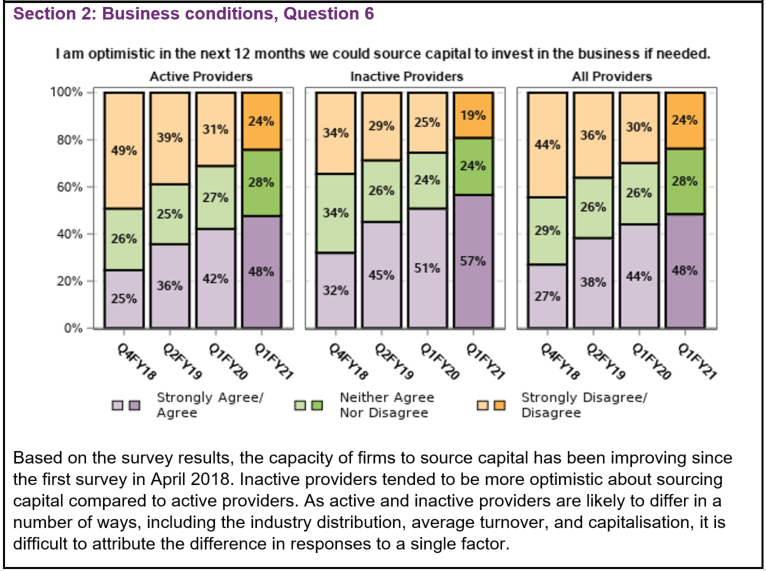 Section 2: Business conditions, Question 6
I am optimistic in the next 12 months we could source capital to invest in the business if needed.
Active Providers
Inactive Providers
All Providers
100%
80%
60%
40%
20%
0%
49%
39%
31%
24%
26%
25%
27%
28%
25%
36%
42%
48%
34%
29%
25%
19%
34%
26%
24%
24%
32%
45%
51%
57%
44%
36%
30%
24%
29%
26%
26%
28%
27%
38%
44%
48%
Q4FY18
Q2FY19
Q1FY20
Q1FY21
Q4FY18
Q2FY19
Q1FY20
Q1FY21
Q4FY18
Q2FY19
Q1FY20
Q1FY21
Strongly Agree/
Agree
Neither Agree
Nor Disagree
Strongly Disagree/
Disagree
Based on the survey results, the capacity of firms to source capital has been improving since
the first survey in April 2018. Inactive providers tended to be more optimistic about sourcing
capital compared to active providers. As active and inactive providers are likely to differ in a
number of ways, including the industry distribution, average turnover, and capitalisation, it is
difficult to attribute the difference in responses to a single factor.